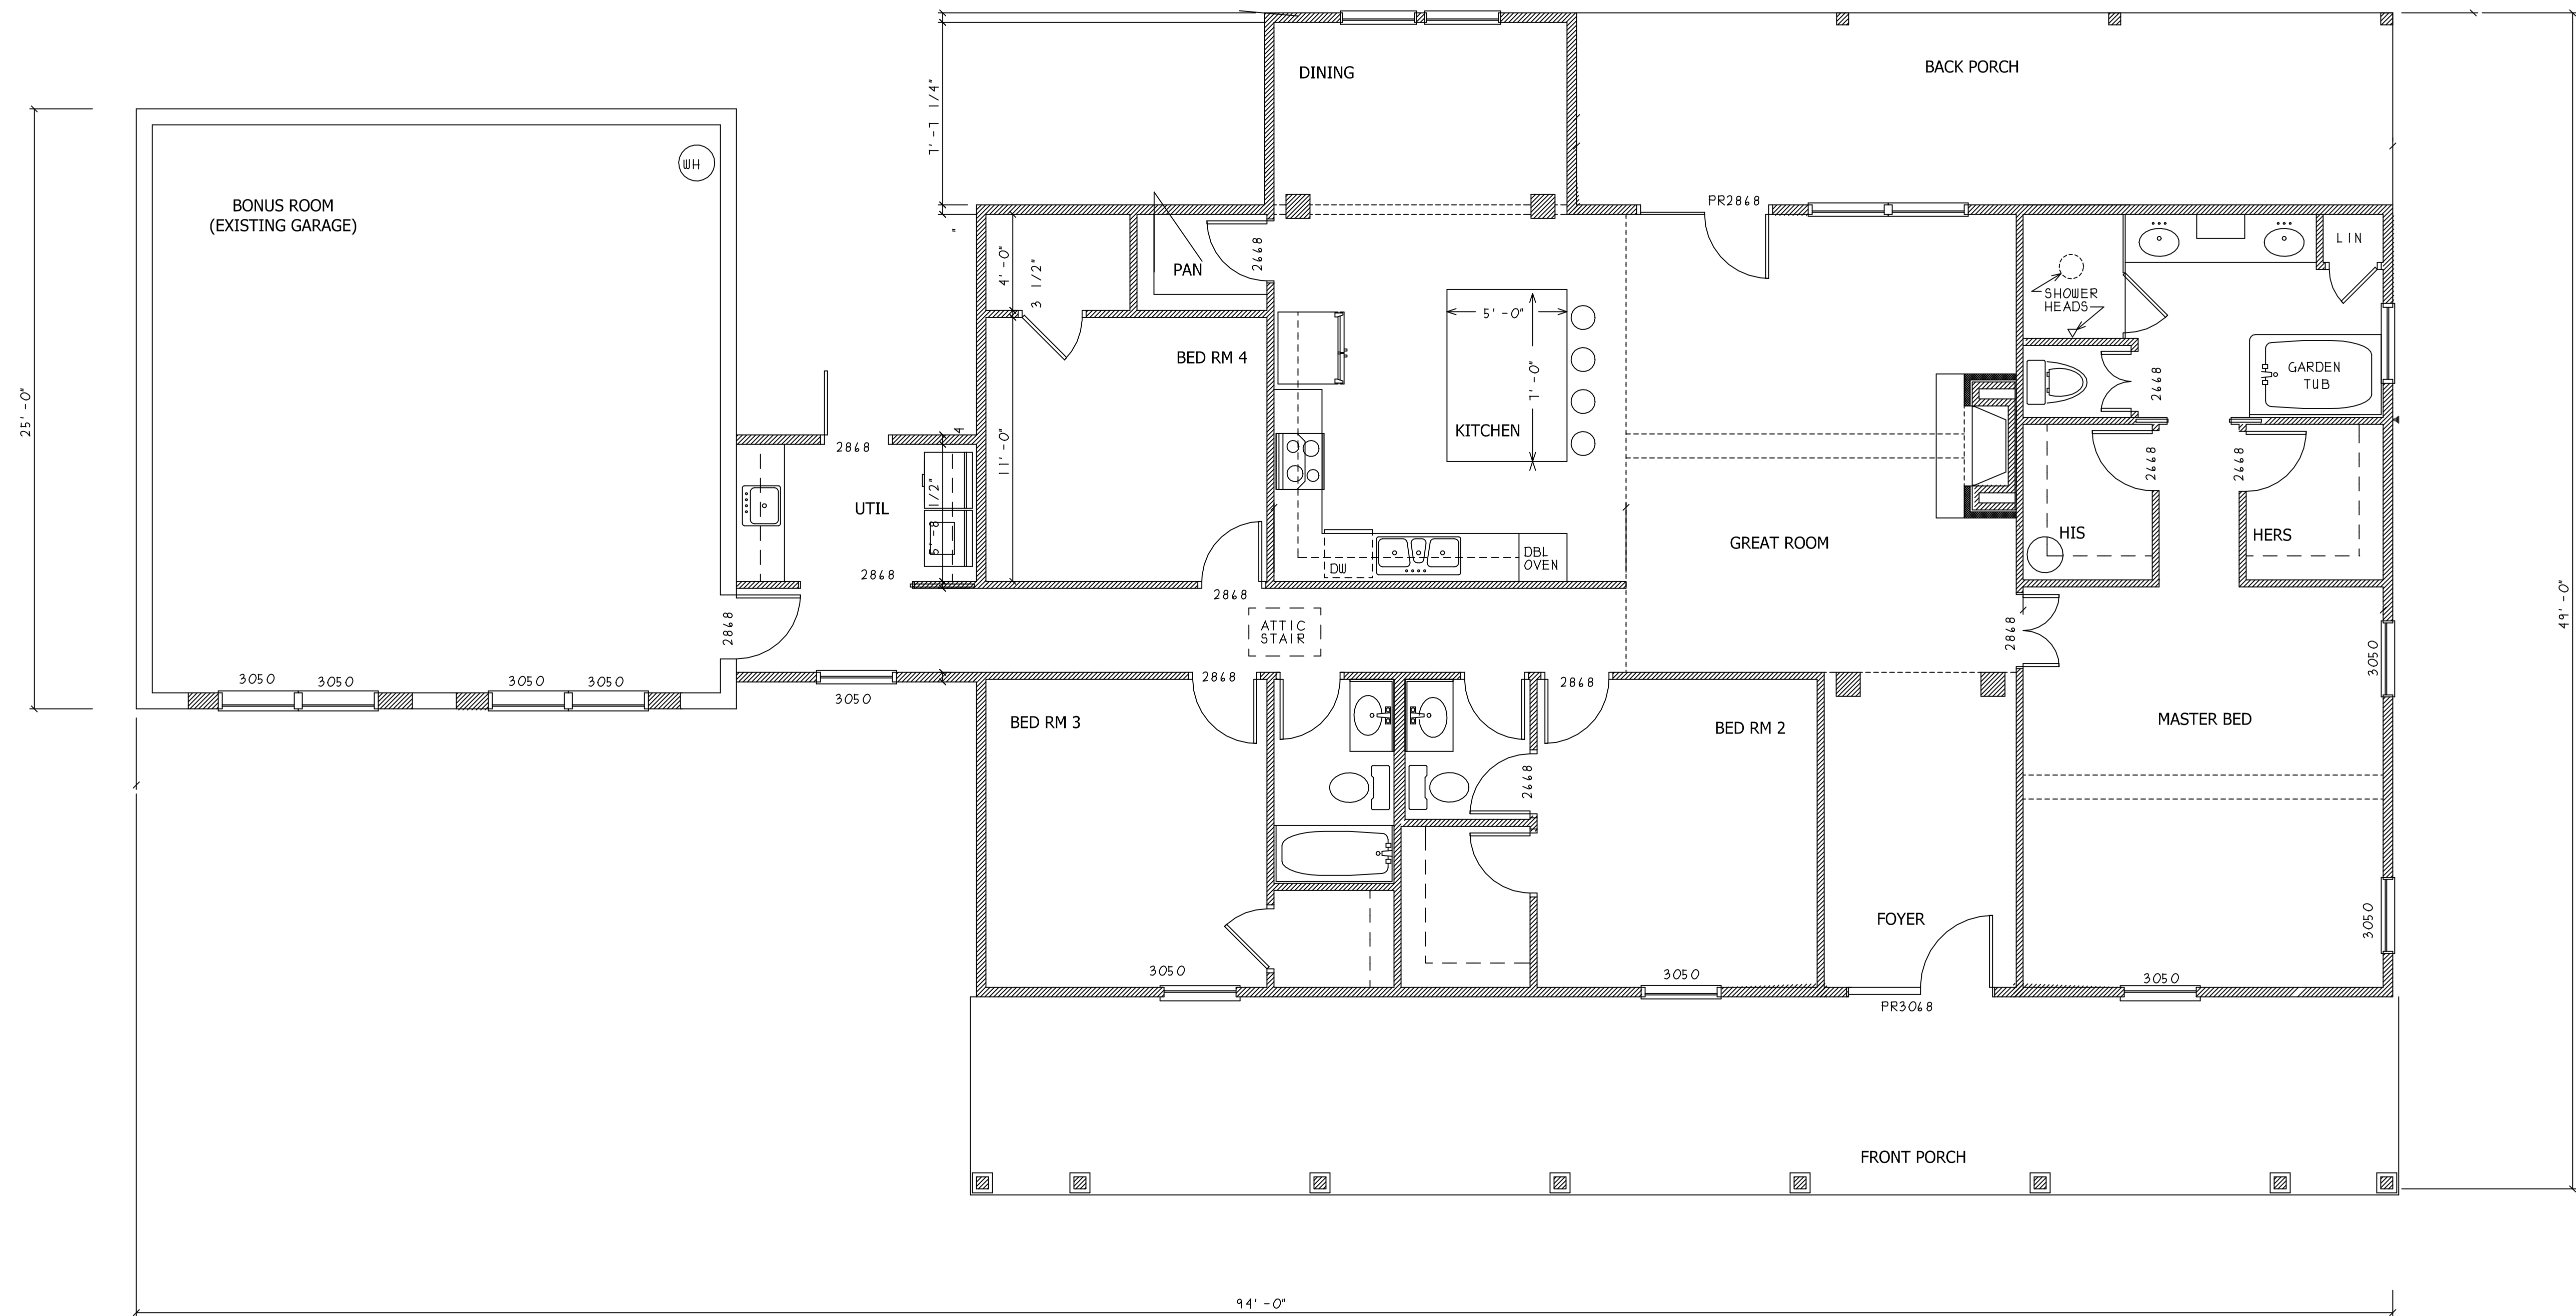 DINING
BACK PORCH
7'-7 1/4"
BONUS ROOM
(EXISTING GARAGE)
WH
PR2868
2668
LIN
4'-0"
3 1/2"
PAN
"
SHOWER
HEADS
5'-0"
BED RM 4
7'-0"
2668
GARDEN
TUB
25'-0"
KITCHEN
4
2868
11'-0"
2668
2668
UTIL
5'-8 1/2"
HIS
HERS
GREAT ROOM
DBL
OVEN
DW
2868
2868
49'-0"
2868
ATTIC
STAIR
2868
3050
3050
3050
3050
3050
2868
2868
3050
BED RM 3
BED RM 2
MASTER BED
2668
FOYER
3050
3050
3050
3050
PR3068
FRONT PORCH
94'-0"